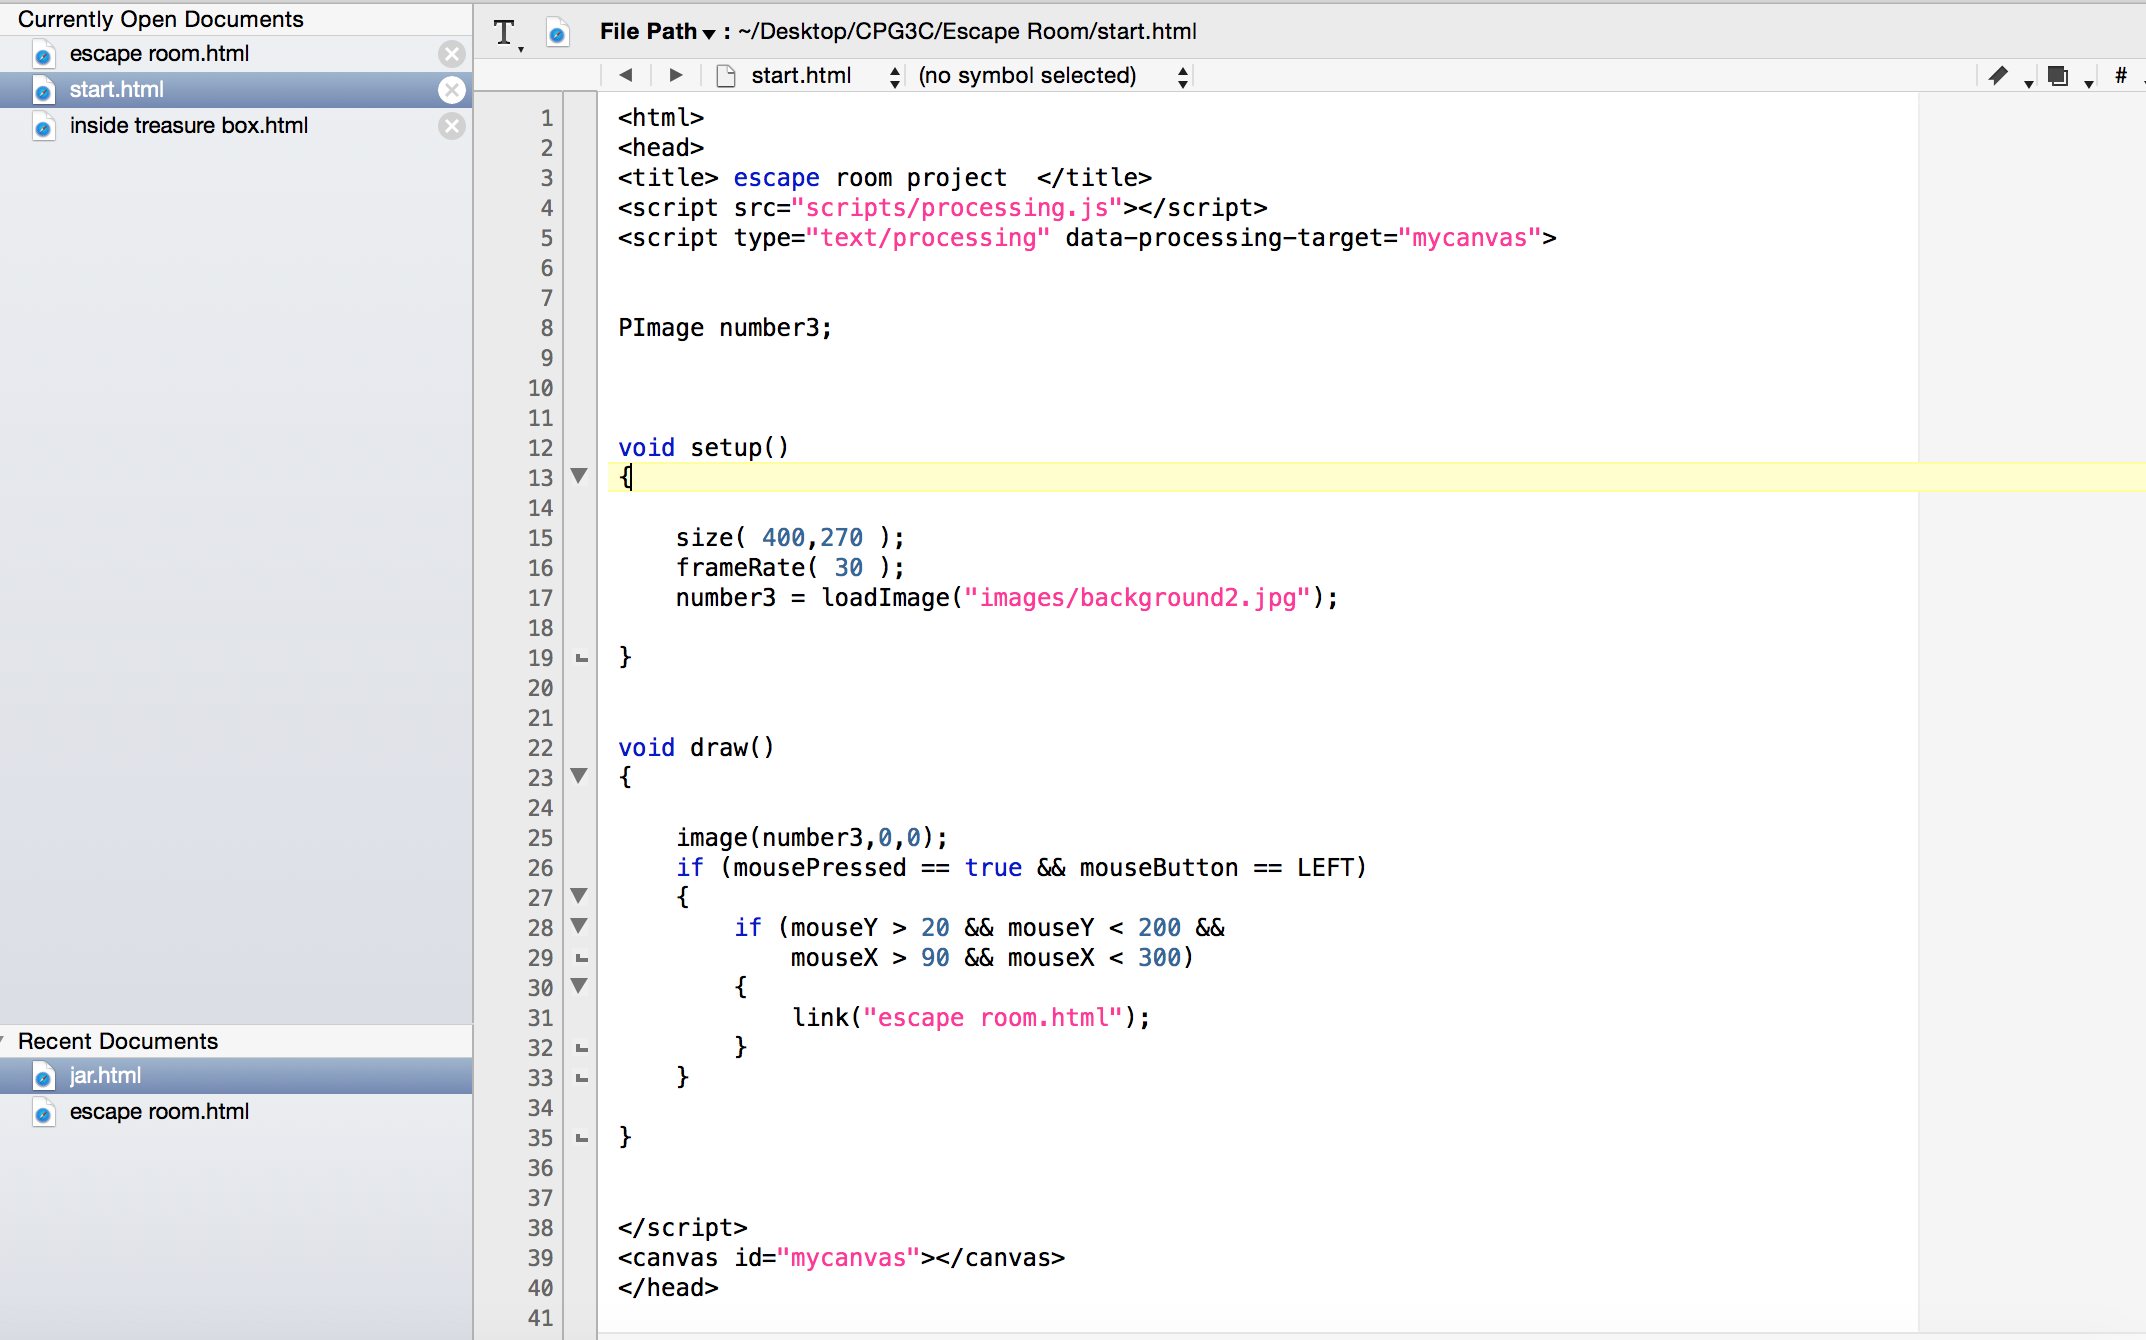 Currently Open Documents
escape room.html
start.html
inside treasure box.html
Recent Documents
jar.html
escape room.html
T
File Path : ~/Desktop/CPG3C/Escape Room/start.html
start.html (no symbol selected) #
1 <html>
2 <head>
3 <title> escape room project  </title>
4 <script src="scripts/processing.js"></script>
5 <script type="text/processing" data-processing-target="mycanvas">
6
7
8 PImage number3;
9
10
11
12 void setup()
13 {
14
15     size( 400,270 );
16     frameRate( 30 );
17     number3 = loadImage("images/background2.jpg");
18
19 }
20
21
22 void draw()
23 {
24
25     image(number3,0,0);
26     if (mousePressed == true && mouseButton == LEFT)
27     {
28         if (mouseY > 20 && mouseY < 200 &&
29             mouseX > 90 && mouseX < 300)
30         {
31             link("escape room.html");
32         }
33     }
34
35 }
36
37
38 </script>
39 <canvas id="mycanvas"></canvas>
40 </head>
41